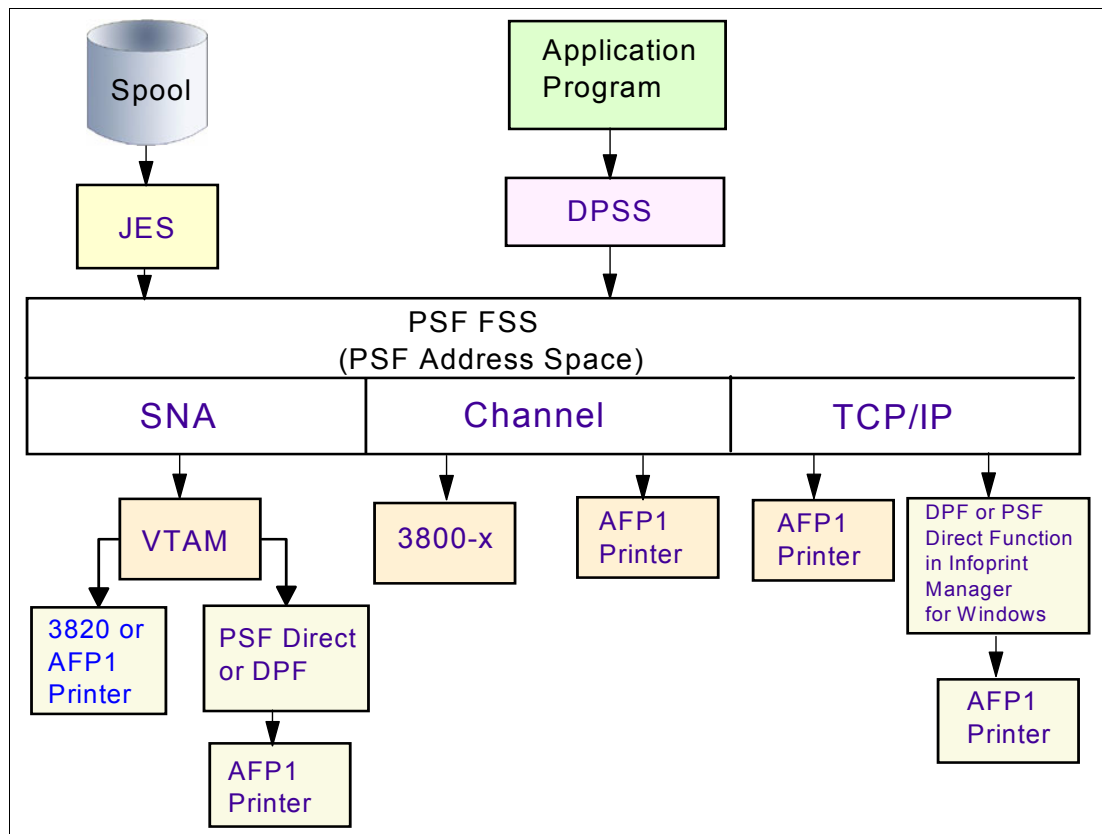 Spool
Application
Program
JES
DPSS
PSF FSS
(PSF Address Space)
SNA
Channel
TCP/IP
VTAM
3800-x
AFP1
Printer
AFP1
Printer
DPF or PSF
Direct Function
in Infoprint
Manager
for Windows
3820 or
AFP1
Printer
PSF Direct
or DPF
AFP1
Printer
AFP1
Printer